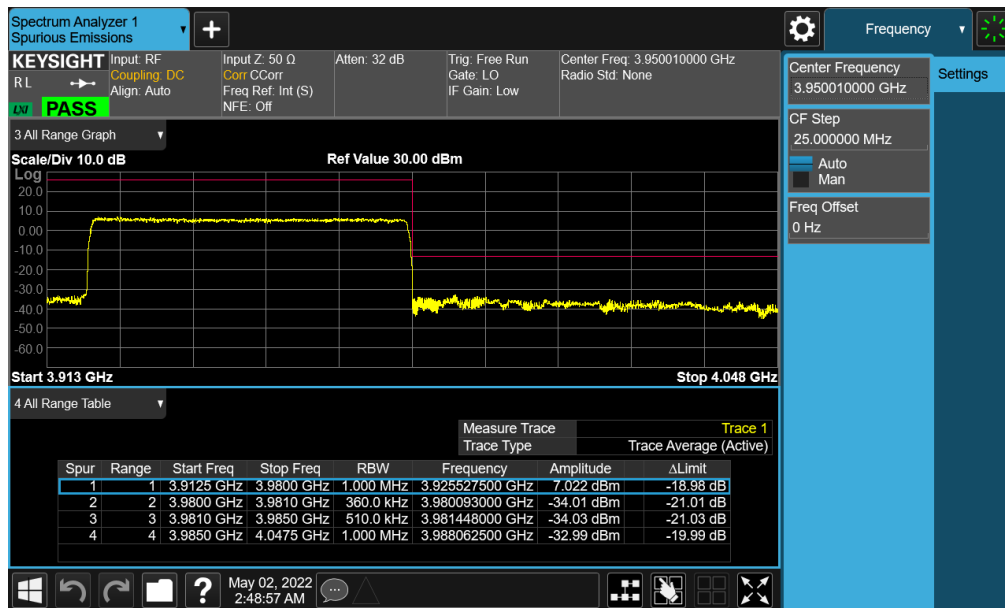 Spectrum Analyzer 1
Spurious Emissions
Frequency
KEYSIGHT
R L
LXI PASS
Input: RF
Coupling: DC
Align: Auto
Input Z: 50 Ω
Corr CCorr
Freq Ref: Int (S)
NFE: Off
Atten: 32 dB
Trig: Free Run
Gate: LO
IF Gain: Low
Center Freq: 3.950010000 GHz
Radio Std: None
Center Frequency
3.950010000 GHz
Settings
CF Step
25.000000 MHz
Auto
Man
Freq Offset
0 Hz
3 All Range Graph
Scale/Div 10.0 dB Ref Value 30.00 dBm
Log
20.0
10.0
0.00
-10.0
-20.0
-30.0
-40.0
-50.0
-60.0
Start 3.913 GHz Stop 4.048 GHz
4 All Range Table
Measure Trace Trace 1
Trace Type Trace Average (Active)
Spur Range Start Freq Stop Freq RBW Frequency Amplitude ΔLimit
1 1 3.9125 GHz 3.9800 GHz 1.000 MHz 3.925527500 GHz 7.022 dBm -18.98 dB
2 2 3.9800 GHz 3.9810 GHz 360.0 kHz 3.980093000 GHz -34.01 dBm -21.01 dB
3 3 3.9810 GHz 3.9850 GHz 510.0 kHz 3.981448000 GHz -34.03 dBm -21.03 dB
4 4 3.9850 GHz 4.0475 GHz 1.000 MHz 3.988062500 GHz -32.99 dBm -19.99 dB
May 02, 2022
2:48:57 AM